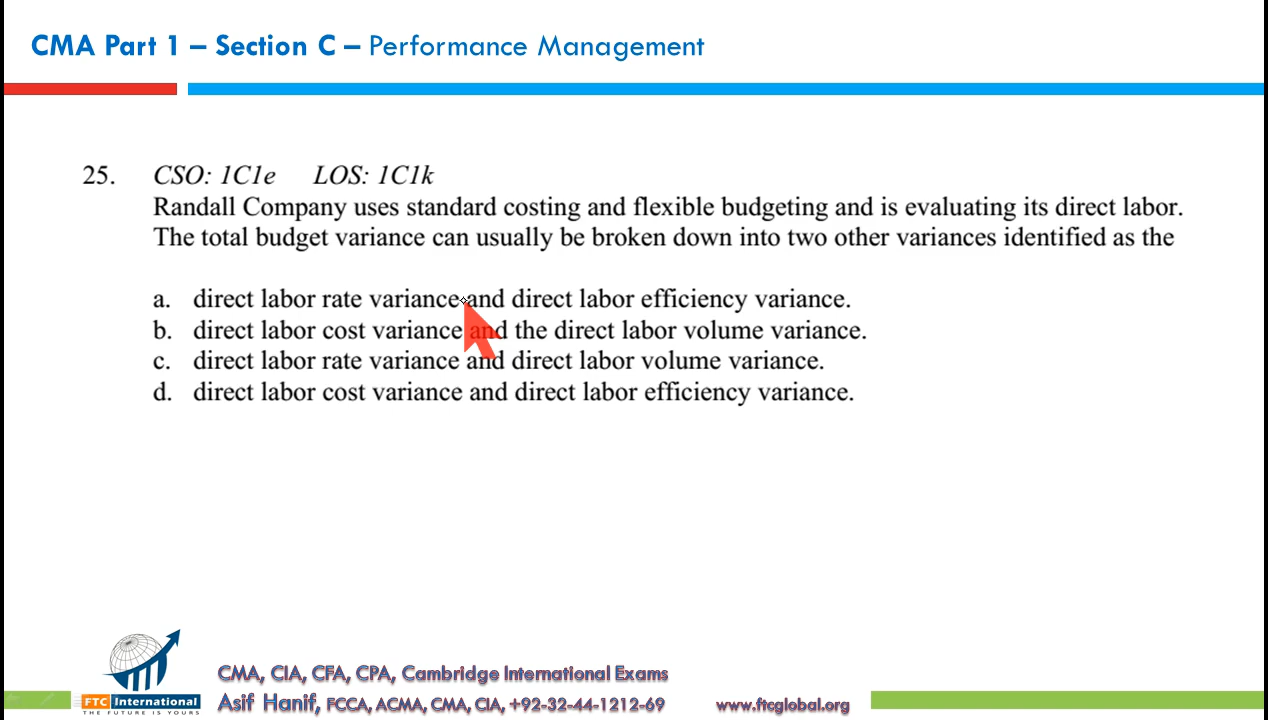 CMA Part 1 – Section C – Performance Management
25. CSO: 1C1e LOS: 1C1k
Randall Company uses standard costing and flexible budgeting and is evaluating its direct labor.
The total budget variance can usually be broken down into two other variances identified as the
a. direct labor rate variance and direct labor efficiency variance.
b. direct labor cost variance and the direct labor volume variance.
c. direct labor rate variance and direct labor volume variance.
d. direct labor cost variance and direct labor efficiency variance.
CMA, CIA, CFA, CPA, Cambridge International Exams
FTC International
THE FUTURE IS YOURS
Asif Hanif, FCCA, ACMA, CMA, CIA, +92-32-44-1212-69 www.ftcglobal.org